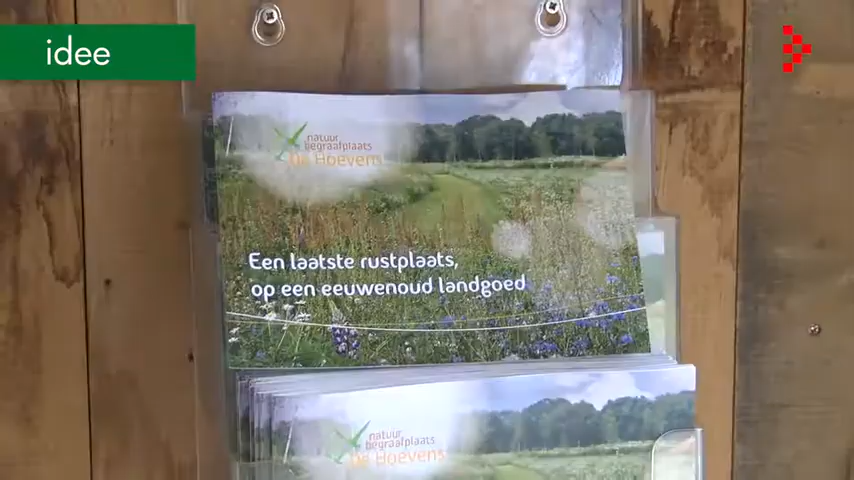 idee
natuur
begraafplaats
De Hoevens
Een laatste rustplaats,
op een eeuwenoud landgoed
natuur
begraafplaats
De Hoevens